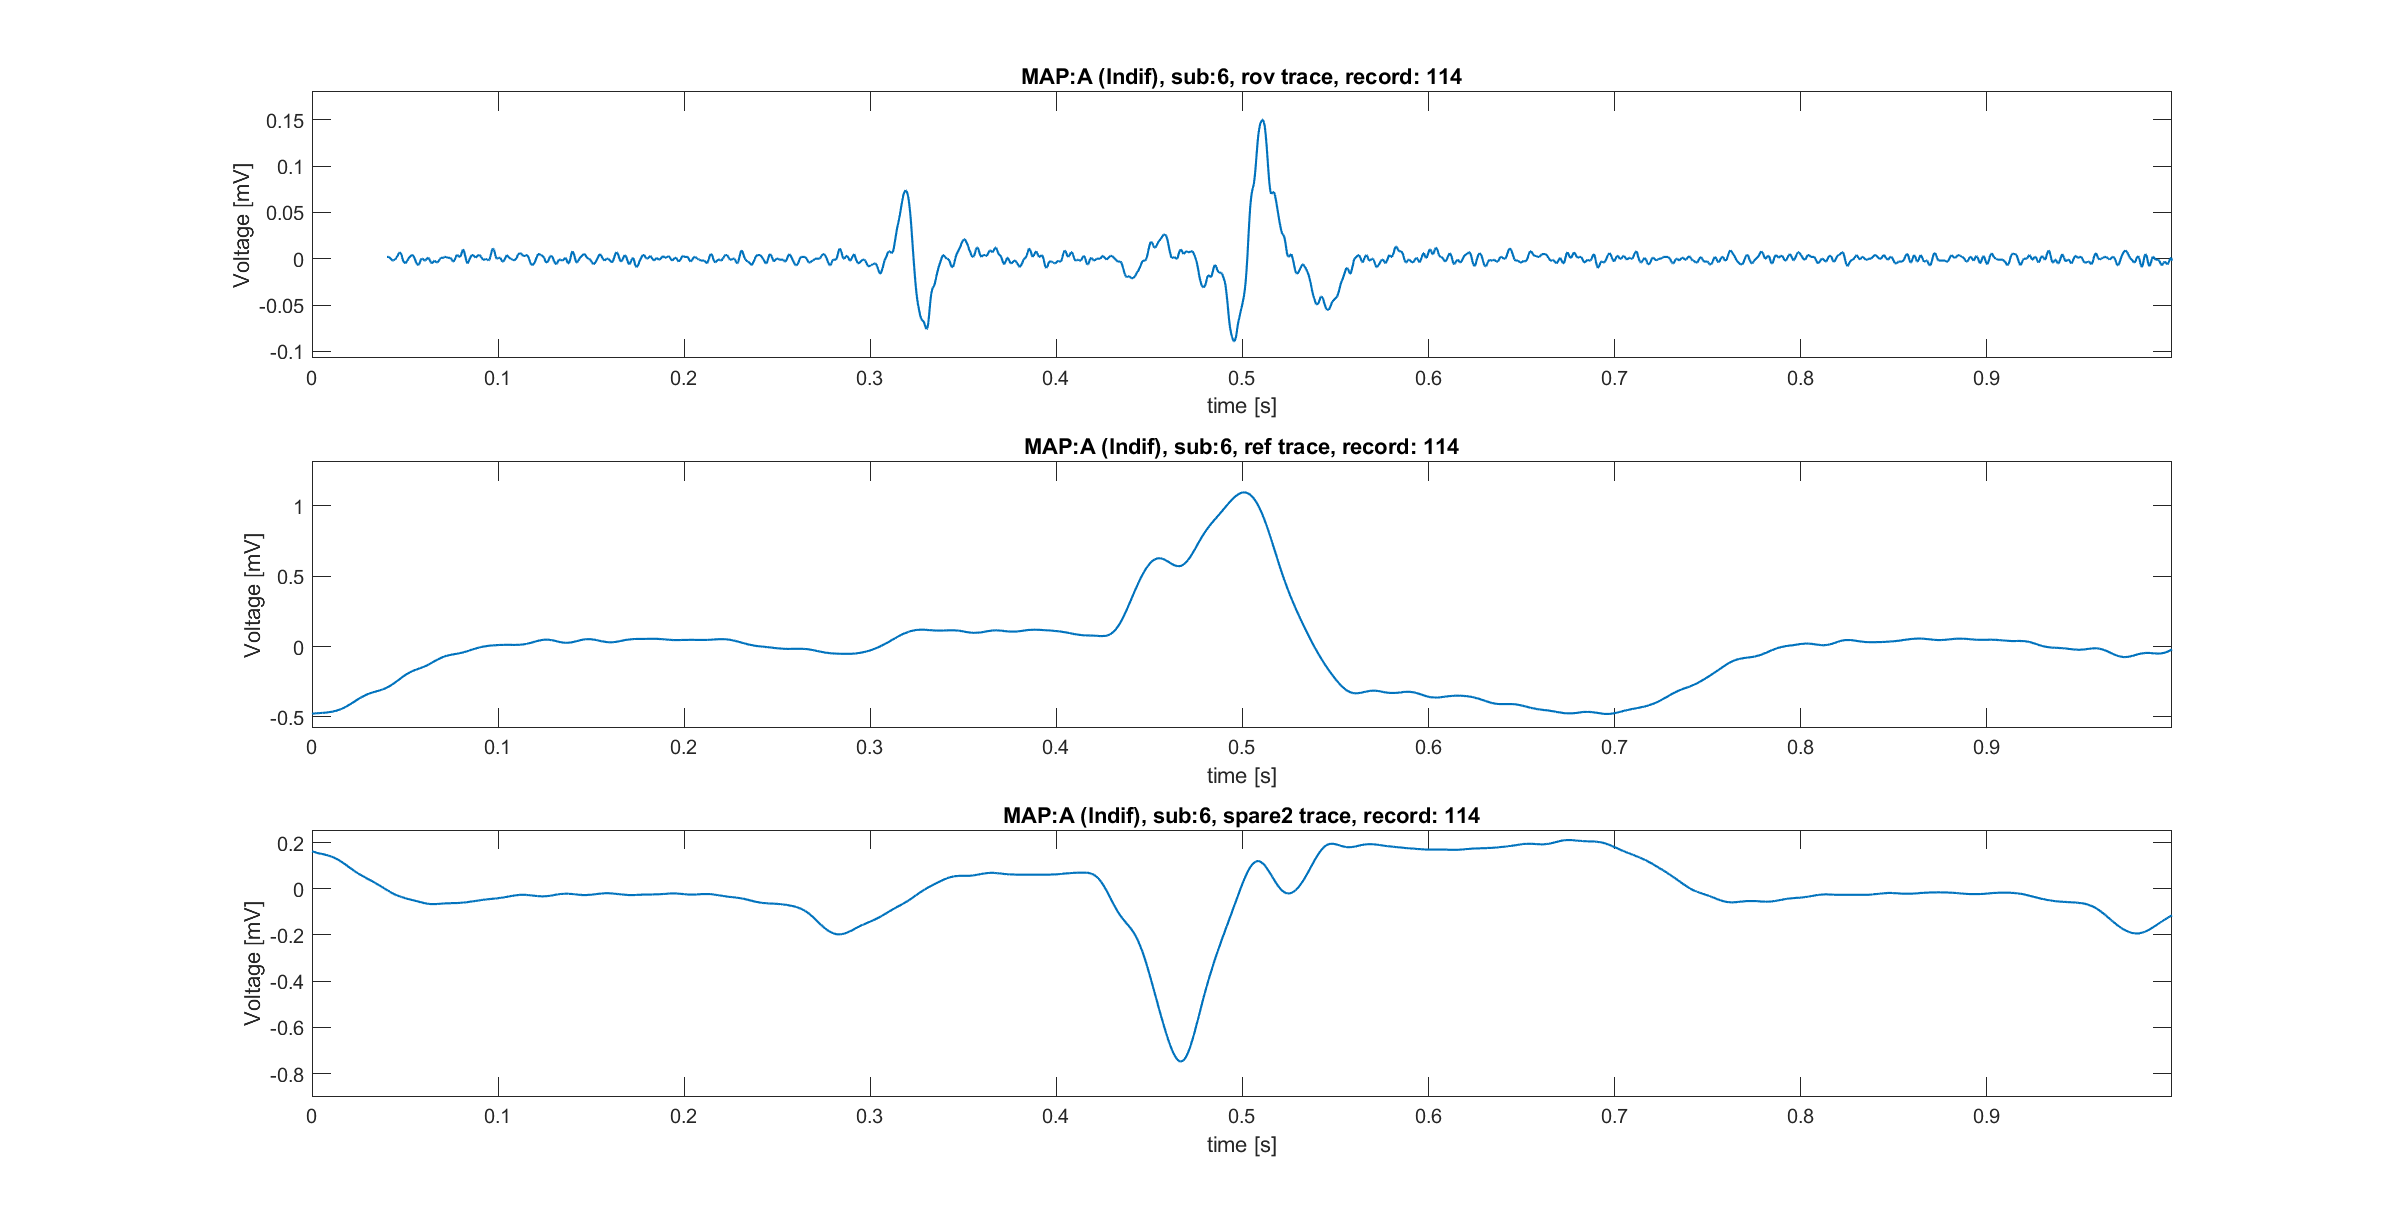 MAP:A (Indif), sub:6, rov trace, record: 114
0.15
0.1
0.05
0
-0.05
-0.1
Voltage [mV]
0 0.1 0.2 0.3 0.4 0.5 0.6 0.7 0.8 0.9
time [s]
MAP:A (Indif), sub:6, ref trace, record: 114
1
0.5
0
-0.5
Voltage [mV]
0 0.1 0.2 0.3 0.4 0.5 0.6 0.7 0.8 0.9
time [s]
MAP:A (Indif), sub:6, spare2 trace, record: 114
0.2
0
-0.2
-0.4
-0.6
-0.8
Voltage [mV]
0 0.1 0.2 0.3 0.4 0.5 0.6 0.7 0.8 0.9
time [s]